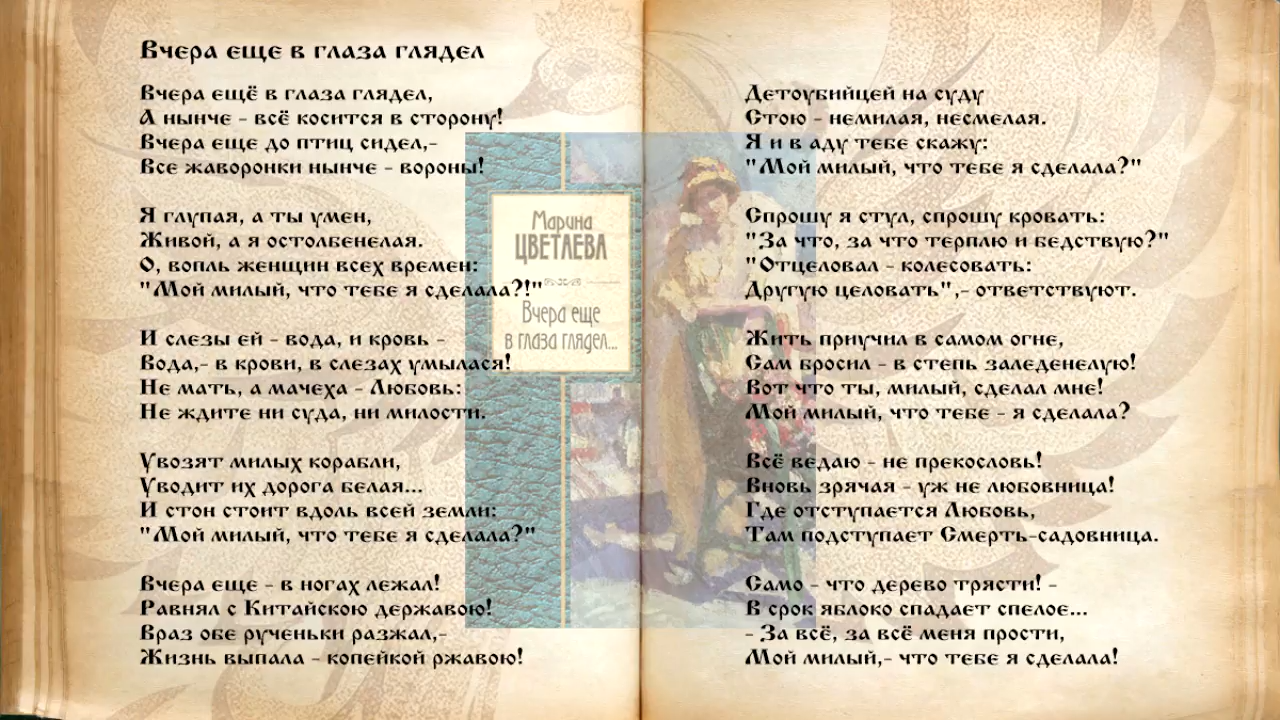 Вчера еще в глаза глядел
Вчера ещё в глаза глядел,
А нынче - всё косится в сторону!
Вчера еще до птиц сидел,-
Все жаворонки нынче - вороны!
Я глупая, а ты умен,
Живой, а я остолбенелая.
О, вопль женщин всех времен:
"Мой милый, что тебе я сделала?!"
И слезы ей - вода, и кровь -
Вода,- в крови, в слезах умылася!
Не мать, а мачеха - Любовь:
Не ждите ни суда, ни милости.
Увозят милых корабли,
Уводит их дорога белая...
И стон стоит вдоль всей земли:
"Мой милый, что тебе я сделала?"
Вчера еще - в ногах лежал!
Равнял с Китайскою державою!
Враз обе рученьки разжал,-
Жизнь выпала - копейкой ржавою!
Марина
ЦВЕТАЕВА
Вчера еще
в глаза глядел...
Детоубийцей на суду
Стою - немилая, несмелая.
Я и в аду тебе скажу:
"Мой милый, что тебе я сделала?"
Спрошу я стул, спрошу кровать:
"За что, за что терплю и бедствую?"
"Отцеловал - колесовать:
Другую целовать",- ответствуют.
Жить приучил в самом огне,
Сам бросил - в степь заледенелую!
Вот что ты, милый, сделал мне!
Мой милый, что тебе - я сделала?
Всё ведаю - не прекословь!
Вновь зрячая - уж не любовница!
Где отступается Любовь,
Там подступает Смерть-садовница.
Само - что дерево трясти! -
В срок яблоко спадает спелое...
- За всё, за всё меня прости,
Мой милый,- что тебе я сделала!